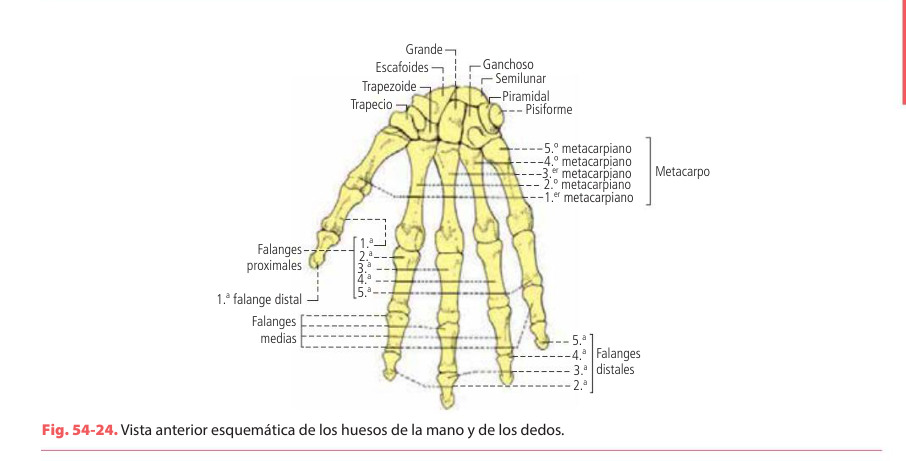 Grande
Escafoides
Trapezoide
Trapecio
Ganchoso
Semilunar
Piramidal
Pisiforme
5.º metacarpiano
4.º metacarpiano
3.er metacarpiano
2.º metacarpiano
1.er metacarpiano
Metacarpo
Falanges
proximales
1.ª
2.ª
3.ª
4.ª
5.ª
1.ª falange distal
Falanges
medias
5.ª
4.ª
3.ª
2.ª
Falanges
distales
Fig. 54-24. Vista anterior esquemática de los huesos de la mano y de los dedos.